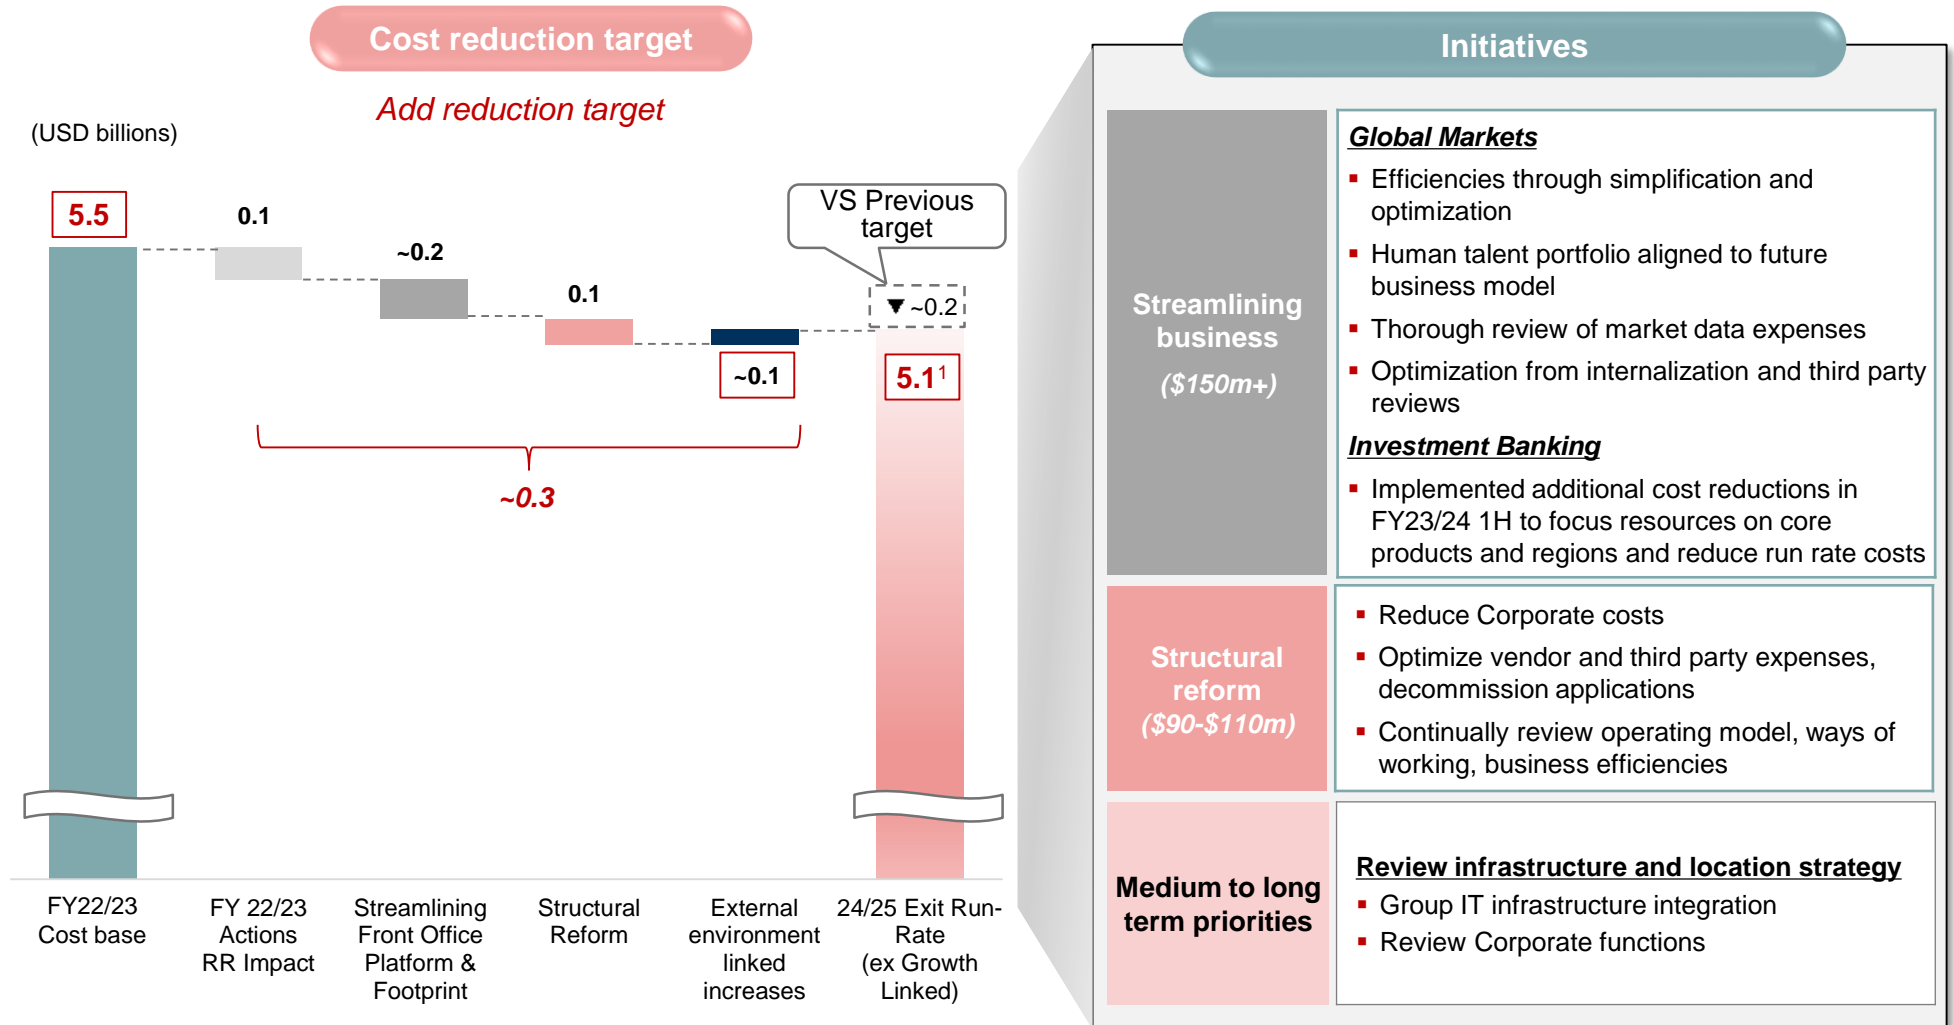 Cost reduction target
Add reduction target
(USD billions)
5.5
0.1
~0.2
0.1
~0.1
VS Previous
target
▼ ~0.2
5.1¹
~0.3
FY22/23
Cost base
FY 22/23
Actions
RR Impact
Streamlining
Front Office
Platform &
Footprint
Structural
Reform
External
environment
linked
increases
24/25 Exit Run-
Rate
(ex Growth
Linked)
Initiatives
Streamlining
business
($150m+)
Global Markets
▪ Efficiencies through simplification and
optimization
▪ Human talent portfolio aligned to future
business model
▪ Thorough review of market data expenses
▪ Optimization from internalization and third party
reviews
Investment Banking
▪ Implemented additional cost reductions in
FY23/24 1H to focus resources on core
products and regions and reduce run rate costs
Structural
reform
($90-$110m)
▪ Reduce Corporate costs
▪ Optimize vendor and third party expenses,
decommission applications
▪ Continually review operating model, ways of
working, business efficiencies
Medium to long
term priorities
Review infrastructure and location strategy
▪ Group IT infrastructure integration
▪ Review Corporate functions